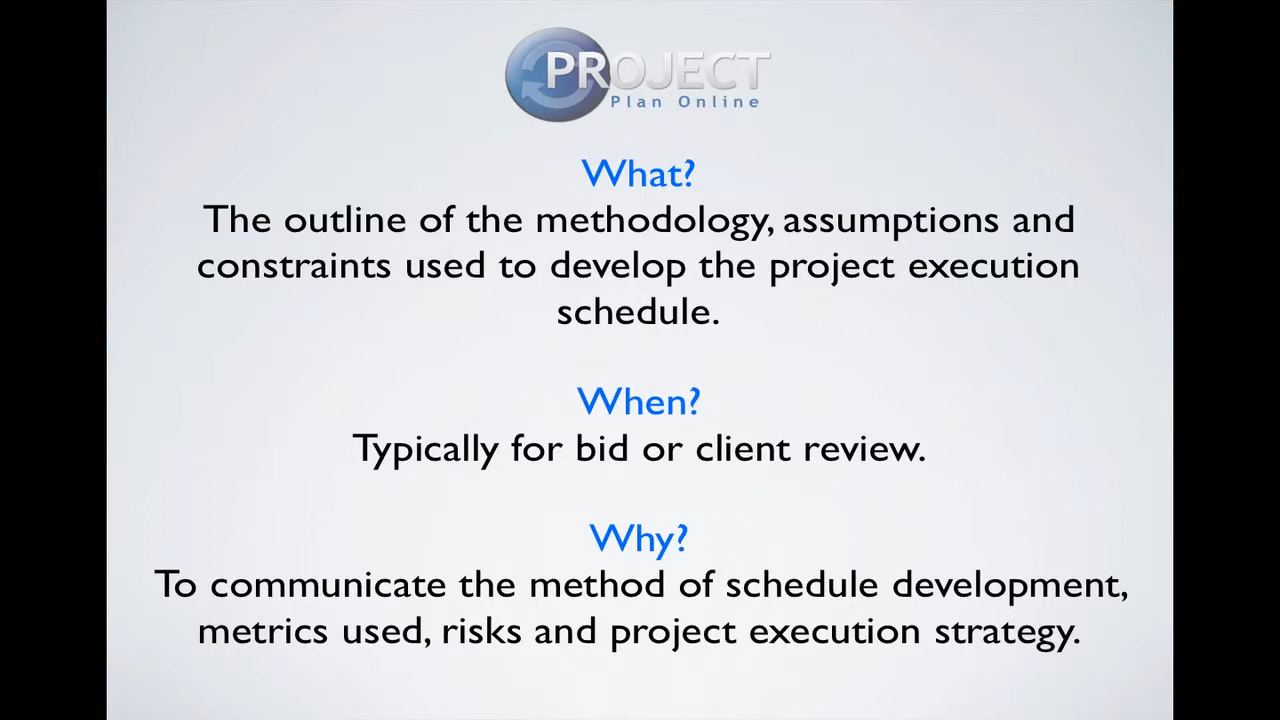 PROJECT
Plan Online
What?
The outline of the methodology, assumptions and
constraints used to develop the project execution
schedule.
When?
Typically for bid or client review.
Why?
To communicate the method of schedule development,
metrics used, risks and project execution strategy.